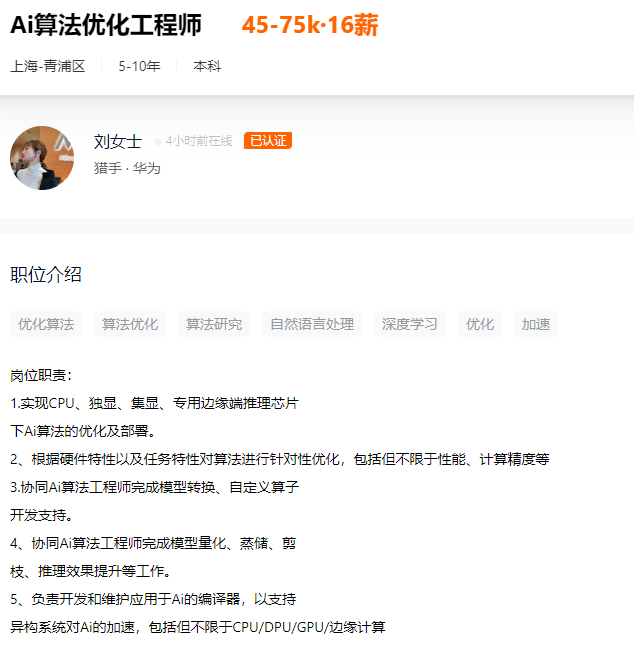 Ai算法优化工程师 45-75k·16薪
上海-青浦区 5-10年 本科
刘女士 4小时前在线 已认证
猎手 · 华为
职位介绍
优化算法 算法优化 算法研究 自然语言处理 深度学习 优化 加速
岗位职责：
1.实现CPU、独显、集显、专用边缘端推理芯片
下Ai算法的优化及部署。
2、根据硬件特性以及任务特性对算法进行针对性优化，包括但不限于性能、计算精度等
3.协同Ai算法工程师完成模型转换、自定义算子
开发支持。
4、协同Ai算法工程师完成模型量化、蒸储、剪
枝、推理效果提升等工作。
5、负责开发和维护应用于Ai的编译器，以支持
异构系统对Ai的加速，包括但不限于CPU/DPU/GPU/边缘计算